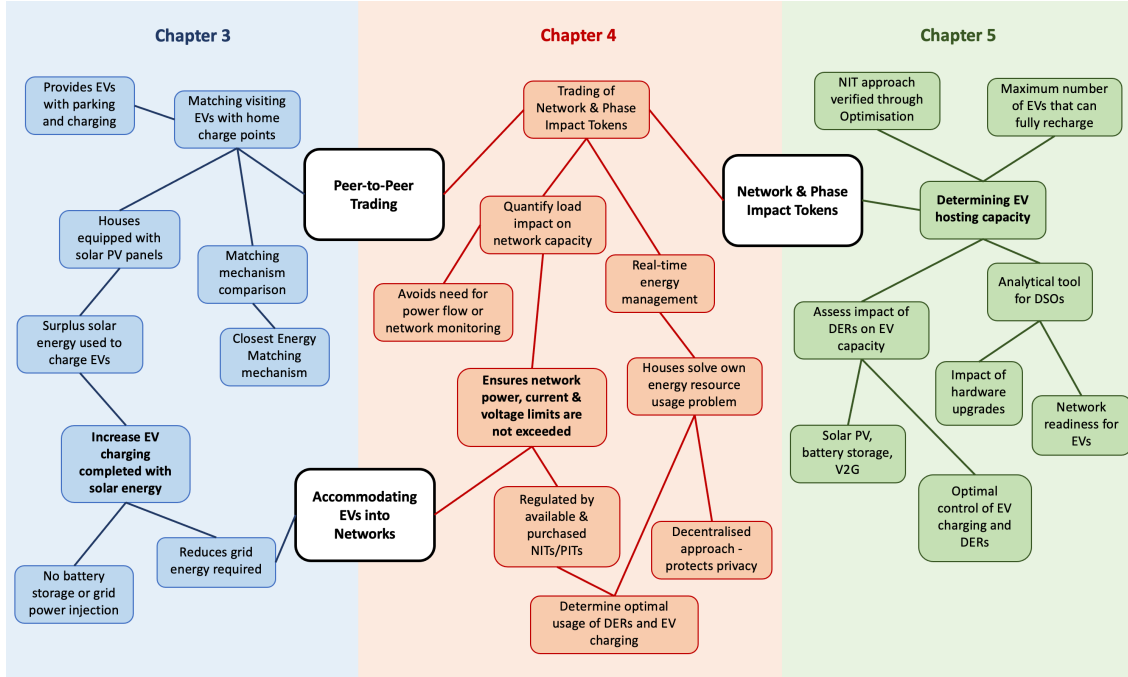 Chapter 3
Provides EVs
with parking
and charging
Matching visiting
EVs with home
charge points
Houses
equipped with
solar PV panels
Matching
mechanism
comparison
Surplus solar
energy used to
charge EVs
Closest Energy
Matching
mechanism
Increase EV
charging
completed with
solar energy
Reduces grid
energy required
No battery
storage or grid
power injection
Peer-to-Peer
Trading
Accommodating
EVs into
Networks
Chapter 4
Trading of
Network & Phase
Impact Tokens
Quantify load
impact on
network capacity
Real-time
energy
management
Avoids need for
power flow or
network monitoring
Houses solve own
energy resource
usage problem
Ensures network
power, current &
voltage limits are
not exceeded
Regulated by
available &
purchased
NITs/PITs
Decentralised
approach -
protects privacy
Determine optimal
usage of DERs and EV
charging
Network & Phase
Impact Tokens
Chapter 5
NIT approach
verified through
Optimisation
Maximum number
of EVs that can
fully recharge
Determining EV
hosting capacity
Analytical tool
for DSOs
Assess impact of
DERs on EV
capacity
Impact of
hardware
upgrades
Network
readiness for
EVs
Solar PV,
battery storage,
V2G
Optimal
control of EV
charging and
DERs